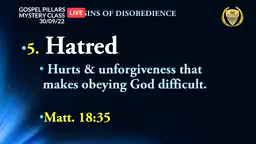 GOSPEL PILLARS
MYSTERY CLASS
30/09/22
LIVE
SINS OF DISOBEDIENCE
•5. Hatred
• Hurts & unforgiveness that
makes obeying God difficult.
•Matt. 18:35